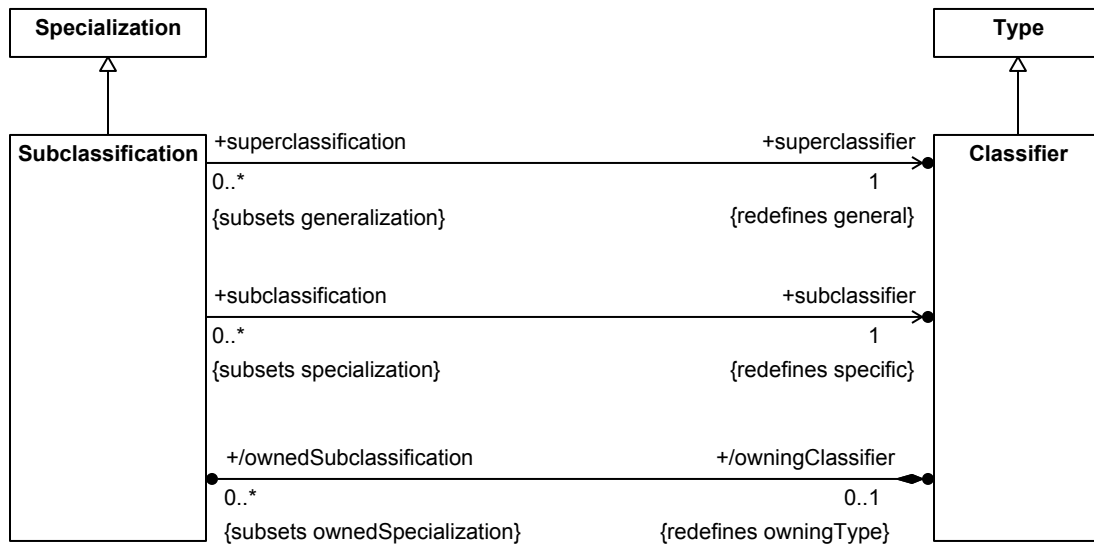 Specialization
Type
Subclassification
Classifier
+superclassification
+superclassifier
0..*
1
{subsets generalization}
{redefines general}
+subclassification
+subclassifier
0..*
1
{subsets specialization}
{redefines specific}
+/ownedSubclassification
+/owningClassifier
0..*
0..1
{subsets ownedSpecialization}
{redefines owningType}